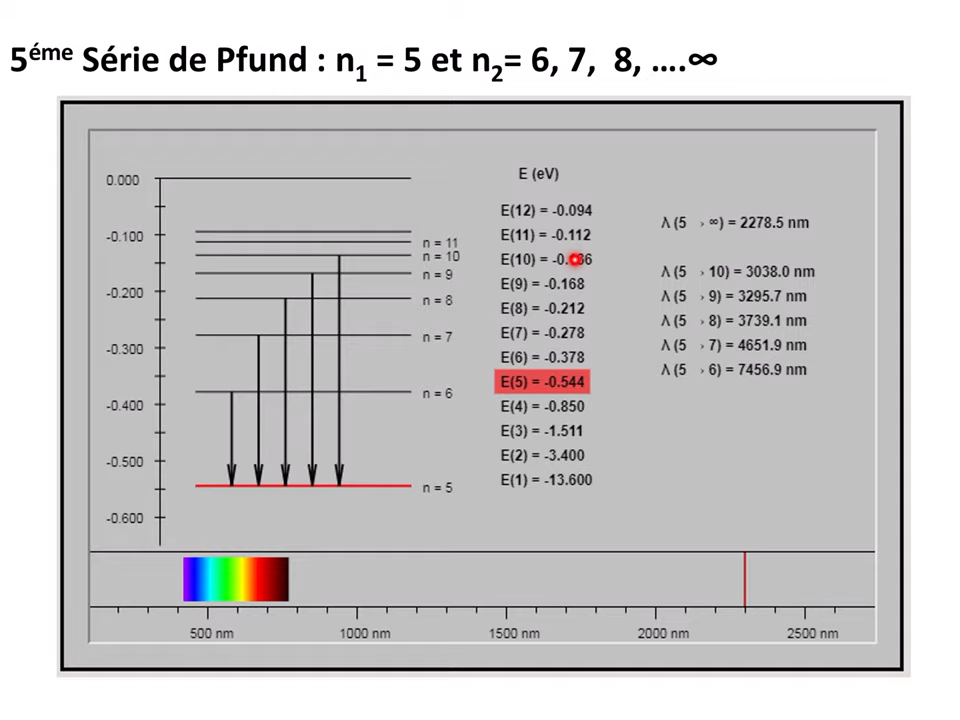 5éme Série de Pfund : n1 = 5 et n2= 6, 7, 8, ….∞
E (eV)
0.000
-0.100
-0.200
-0.300
-0.400
-0.500
-0.600
n = 11
n = 10
n = 9
n = 8
n = 7
n = 6
n = 5
E(12) = -0.094
E(11) = -0.112
E(10) =
E(9) = -0.168
E(8) = -0.212
E(7) = -0.278
E(6) = -0.378
E(5) = -0.544
E(4) = -0.850
E(3) = -1.511
E(2) = -3.400
E(1) = -13.600
λ (5 › ∞) = 2278.5 nm
λ (5 › 10) = 3038.0 nm
λ (5 › 9) = 3295.7 nm
λ (5 › 8) = 3739.1 nm
λ (5 › 7) = 4651.9 nm
λ (5 › 6) = 7456.9 nm
500 nm
1000 nm
1500 nm
2000 nm
2500 nm